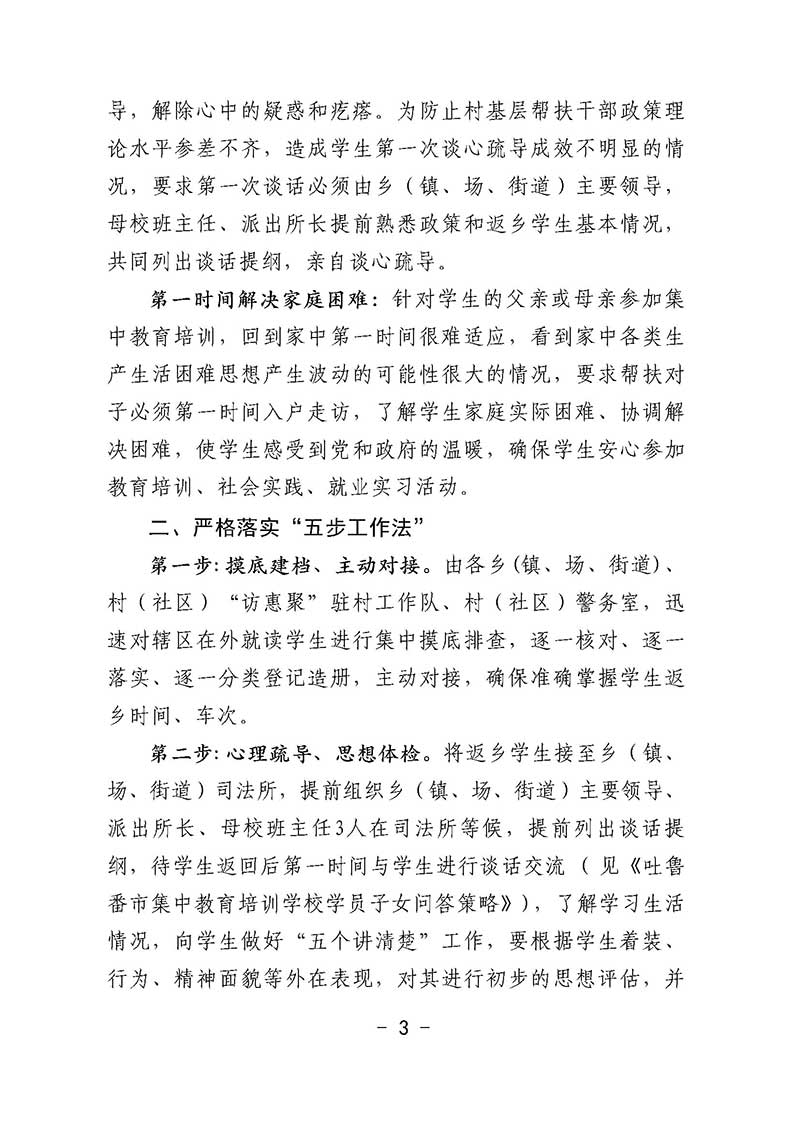 导，解除心中的疑惑和疙瘩。为防止村基层帮扶干部政策理
论水平参差不齐，造成学生第一次谈心疏导成效不明显的情
况，要求第一次谈话必须由乡（镇、场、街道）主要领导，
母校班主任、派出所长提前熟悉政策和返乡学生基本情况，
共同列出谈话提纲，亲自谈心疏导。
第一时间解决家庭困难：针对学生的父亲或母亲参加集
中教育培训，回到家中第一时间很难适应，看到家中各类生
产生活困难思想产生波动的可能性很大的情况，要求帮扶对
子必须第一时间入户走访，了解学生家庭实际困难、协调解
决困难，使学生感受到党和政府的温暖，确保学生安心参加
教育培训、社会实践、就业实习活动。
二、严格落实“五步工作法”
第一步：摸底建档、主动对接。由各乡(镇、场、街道)、
村（社区）“访惠聚”驻村工作队、村（社区）警务室，迅
速对辖区在外就读学生进行集中摸底排查，逐一核对、逐一
落实、逐一分类登记造册，主动对接，确保准确掌握学生返
乡时间、车次。
第二步：心理疏导、思想体检。将返乡学生接至乡（镇、
场、街道）司法所，提前组织乡（镇、场、街道）主要领导、
派出所长、母校班主任3人在司法所等候，提前列出谈话提
纲，待学生返回后第一时间与学生进行谈话交流（ 见《吐鲁
番市集中教育培训学校学员子女问答策略》），了解学习生活
情况，向学生做好“五个讲清楚”工作，要根据学生着装、
行为、精神面貌等外在表现，对其进行初步的思想评估，并
- 3 -